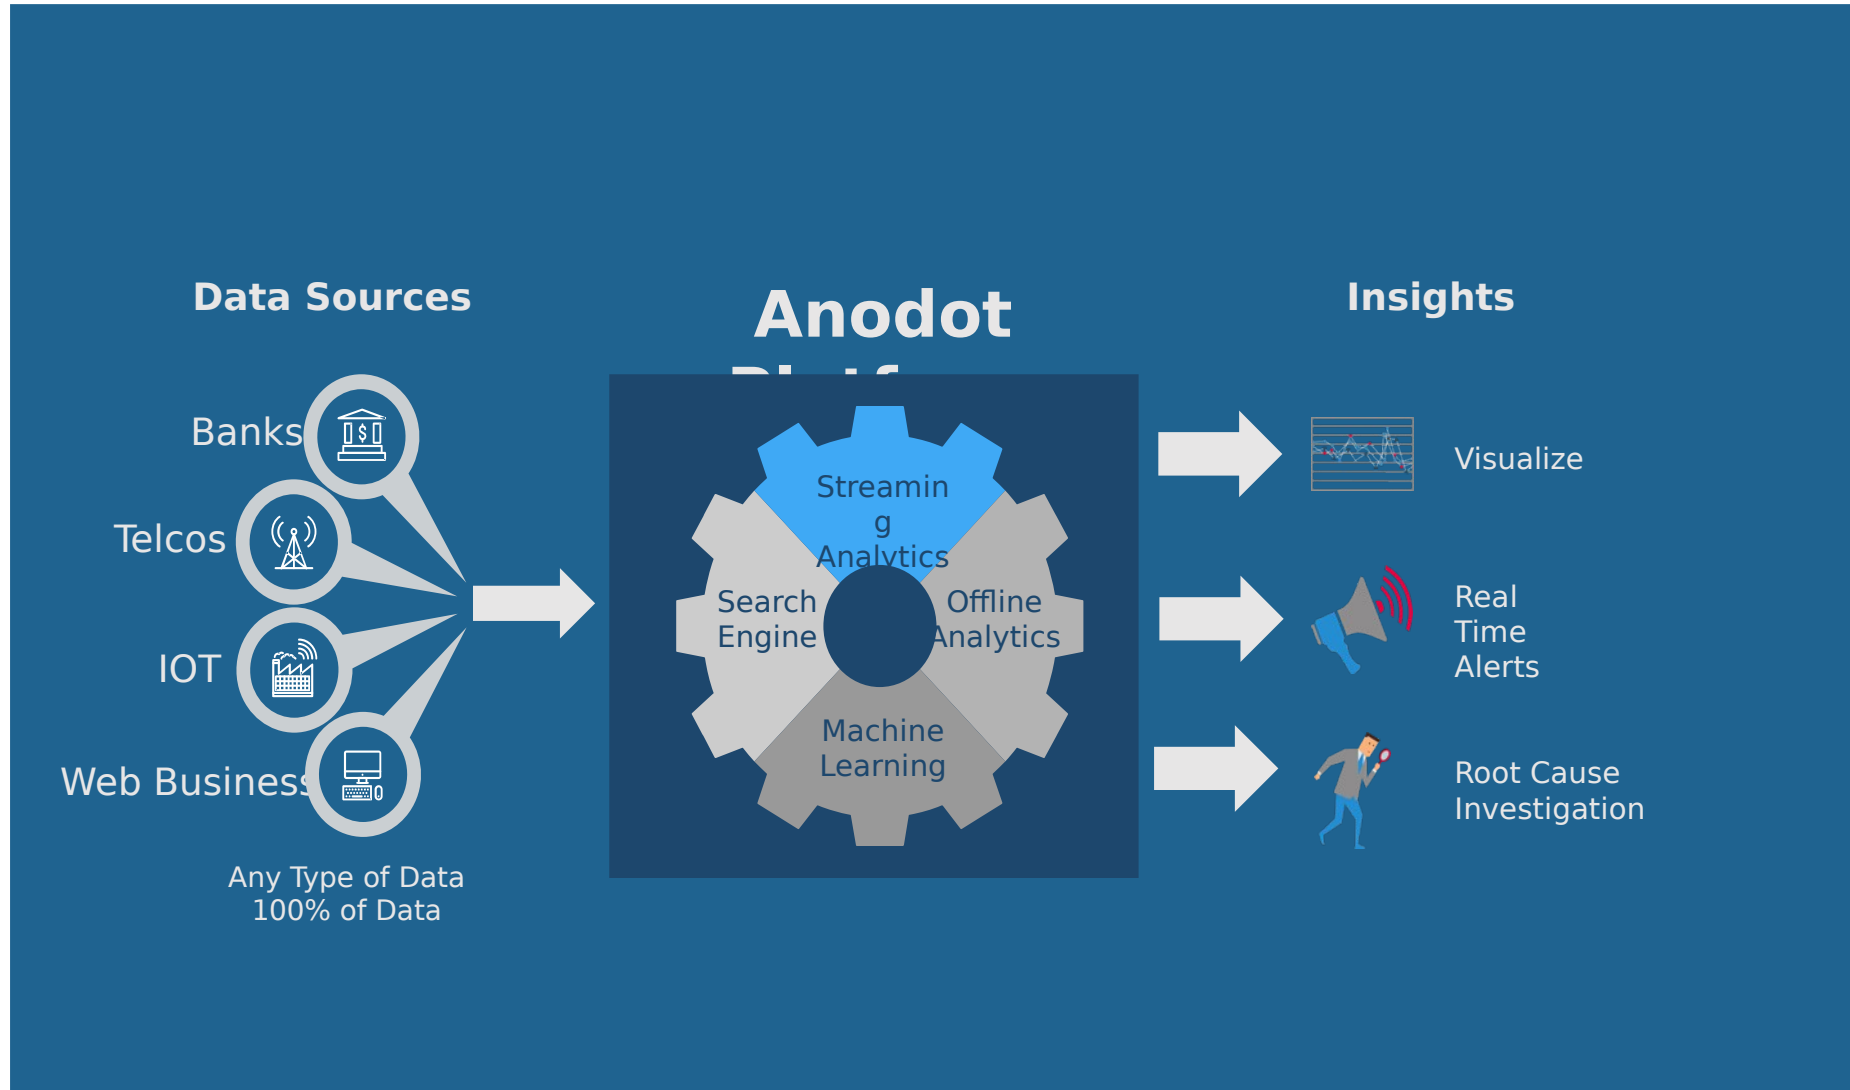 Data Sources
Anodot
Insights
Banks
Telcos
IOT
Web Business
Any Type of Data
100% of Data
Streamin
g
Analytics
Search
Engine
Offline
Analytics
Machine
Learning
Visualize
Real
Time
Alerts
Root Cause
Investigation